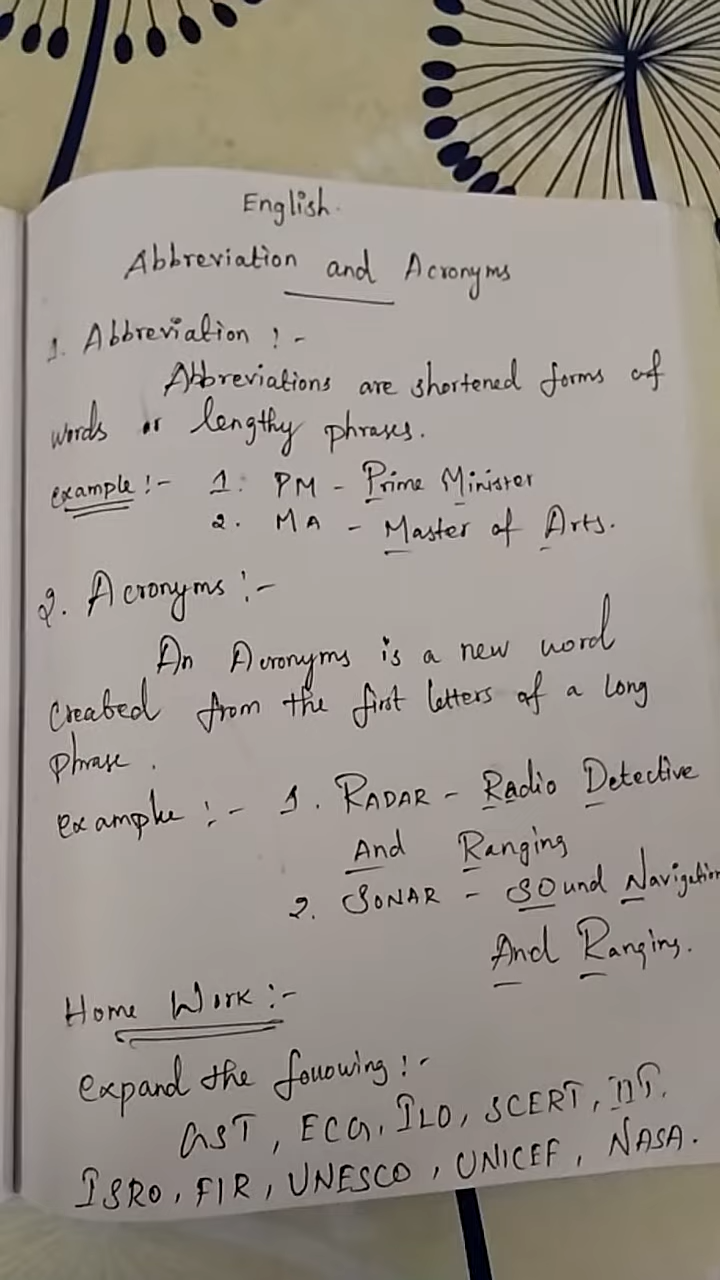 English.
Abbreviation and Acronyms
1. Abbreviation :-
Abbreviations are shortened forms of
words or lengthy phrases.
example :- 1. PM - Prime Minister
2. MA - Master of Arts.
2. Acronyms :-
An Acronyms is a new word
Created from the first letters of a long
phrase.
example :- 1. RADAR - Radio Detective
And Ranging
2. SONAR - SOund Navigation
And Ranging.
Home Work :-
expand the following :-
GST, ECG, ILO, SCERT, IIT,
ISRO, FIR, UNESCO, UNICEF, NASA.